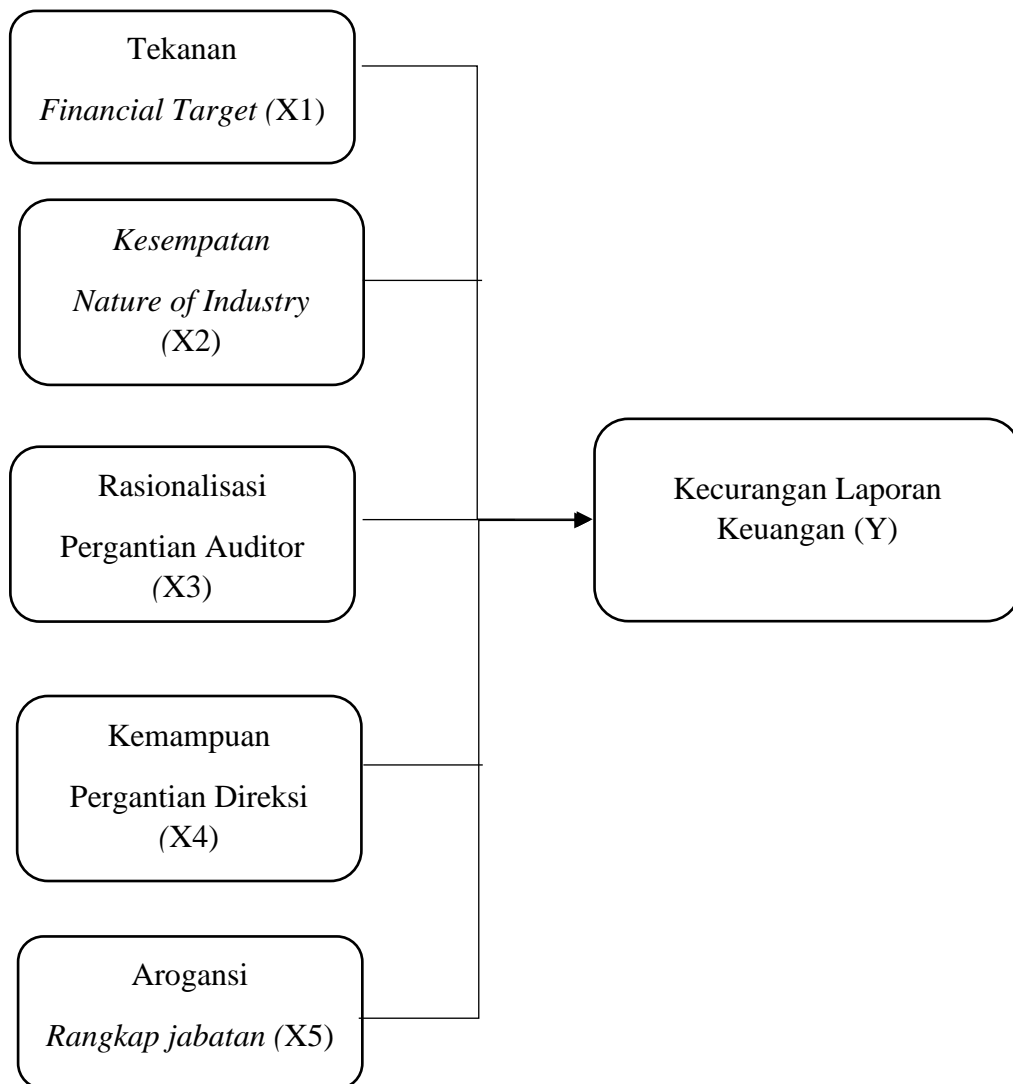 Tekanan
Financial Target (X1)
Kesempatan
Nature of Industry
(X2)
Rasionalisasi
Pergantian Auditor
(X3)
Kecurangan Laporan
Keuangan (Y)
Kemampuan
Pergantian Direksi
(X4)
Arogansi
Rangkap jabatan (X5)